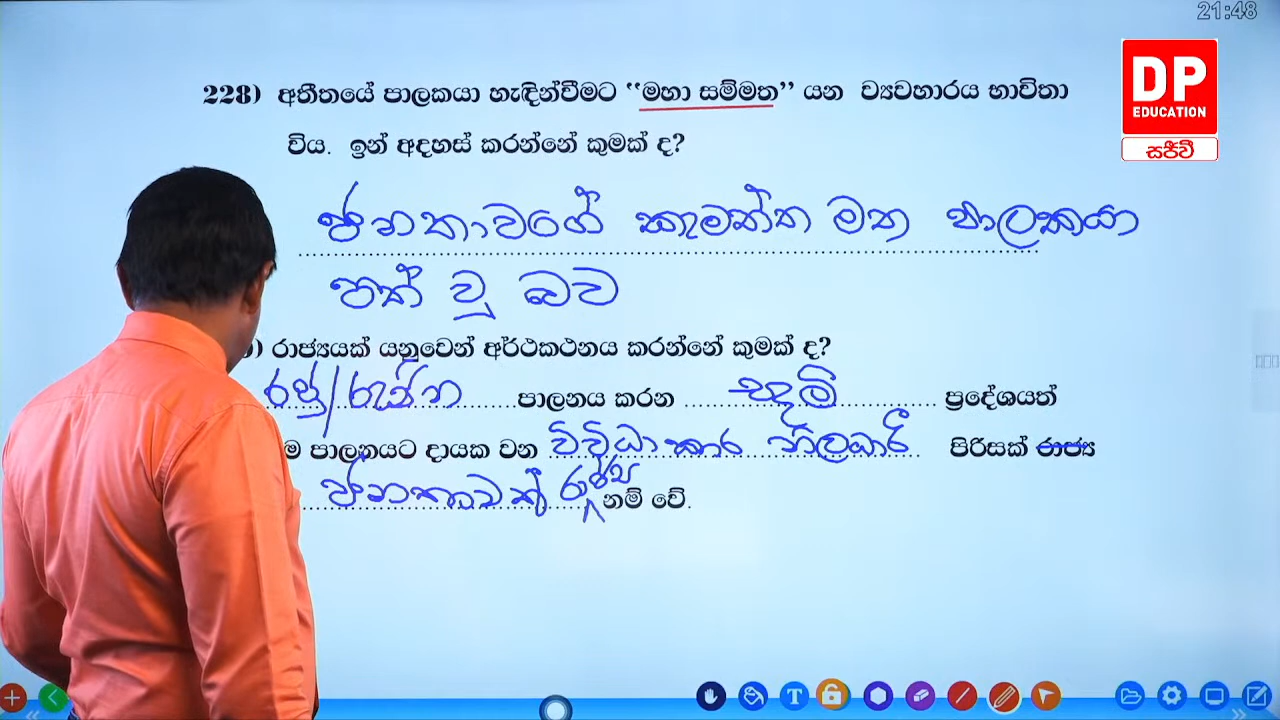 21:48
DP
EDUCATION
සජීවී
228) අතීතයේ පාලකයා හැඳින්වීමට “මහා සම්මත” යන ව්‍යවහාරය භාවිතා
විය. ඉන් අදහස් කරන්නේ කුමක් ද?
ජනතාවගේ කැමැත්ත මත පාලකයා
පත් වූ බව
) රාජ්‍යයක් යනුවෙන් අර්ථකථනය කරන්නේ කුමක් ද?
රජු/රැජින පාලනය කරන භූමි ප්‍රදේශයත්
ම පාලනයට දායක වන විවිධාකාර නිලධාරී පිරිසක් රාජ්‍ය
ජනතාවක් රාජ්‍ය නම් වේ.